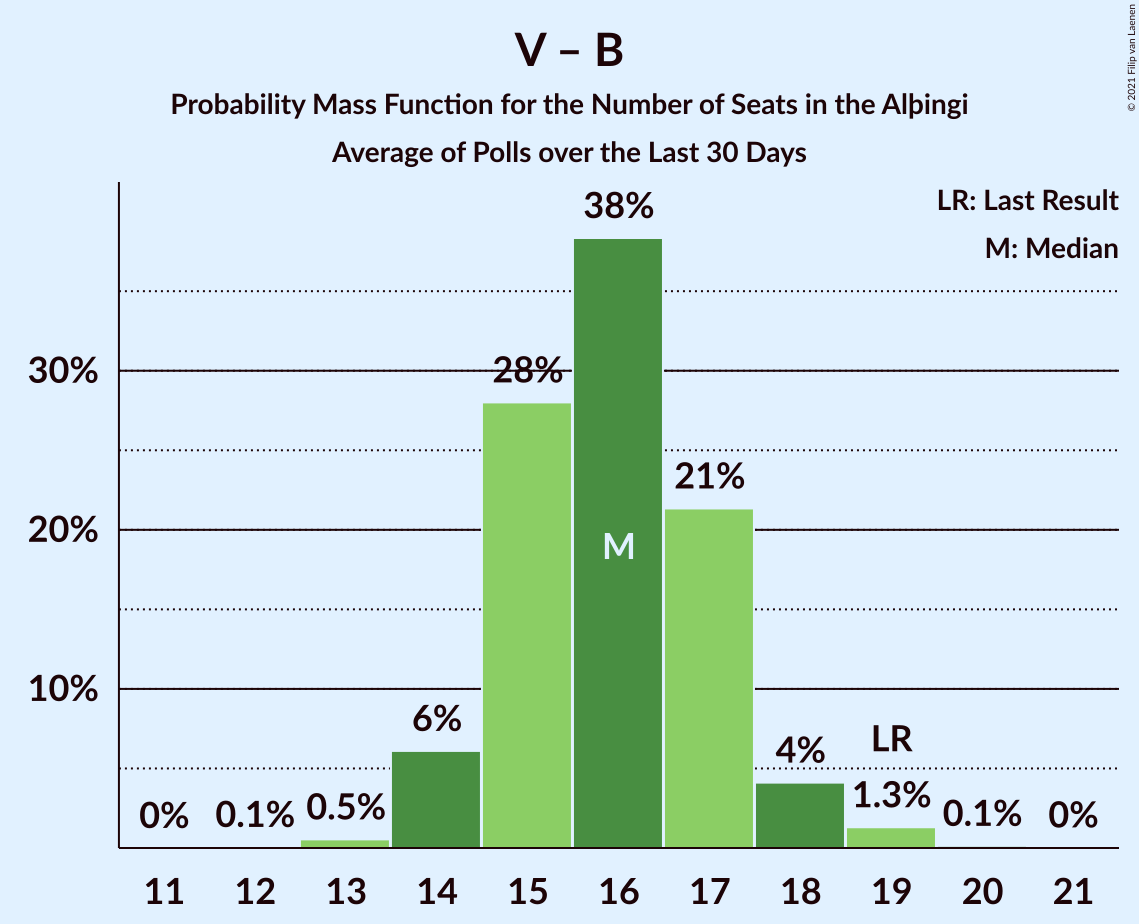 V – B
Probability Mass Function for the Number of Seats in the Alþingi
Average of Polls over the Last 30 Days
© 2021 Filip van Laenen
LR: Last Result
M: Median
38%
30%
28%
21%
20%
M
10%
6%
4%
LR
0%
0.1%
0.5%
1.3%
0.1%
0%
11 12 13 14 15 16 17 18 19 20 21